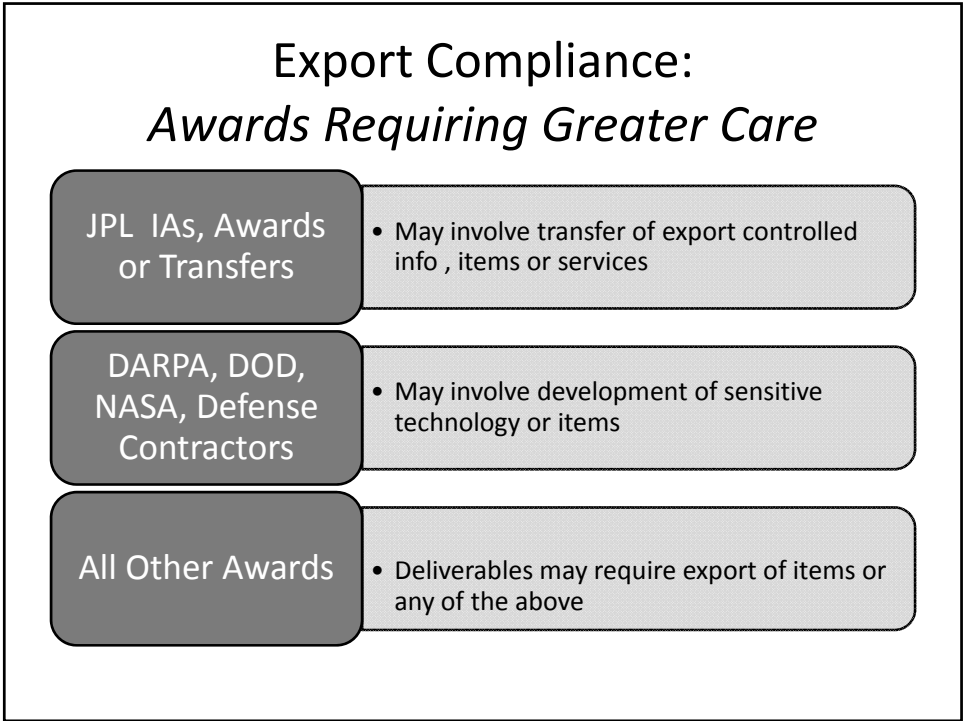 Export Compliance:
Awards Requiring Greater Care
JPL IAs, Awards
or Transfers
• May involve transfer of export controlled
info , items or services
DARPA, DOD,
NASA, Defense
Contractors
• May involve development of sensitive
technology or items
All Other Awards
• Deliverables may require export of items or
any of the above